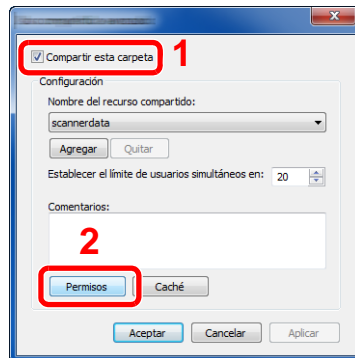 1
Compartir esta carpeta
Configuración
Nombre del recurso compartido:
scannerdata
Agregar Quitar
Establecer el límite de usuarios simultáneos en: 20
Comentarios:
2
Permisos Caché
Aceptar Cancelar Aplicar